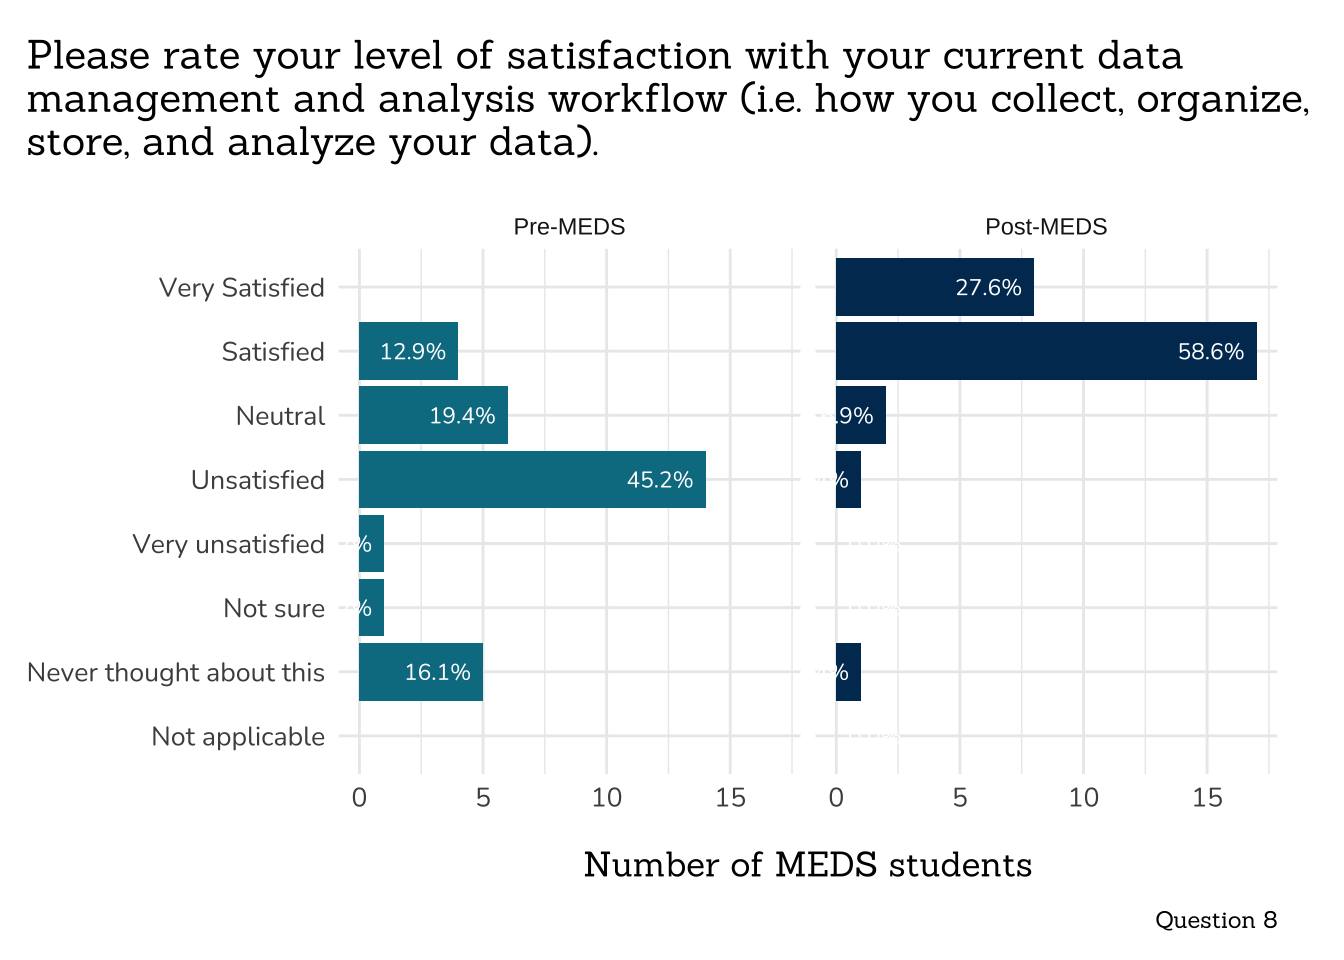 Please rate your level of satisfaction with your current data
management and analysis workflow (i.e. how you collect, organize,
store, and analyze your data).
Pre-MEDS Post-MEDS
Very Satisfied 27.6%
Satisfied 12.9% 58.6%
Neutral 19.4% .9%
Unsatisfied 45.2% %
Very unsatisfied %
Not sure %
Never thought about this 16.1% %
Not applicable
0 5 10 15 0 5 10 15
Number of MEDS students
Question 8